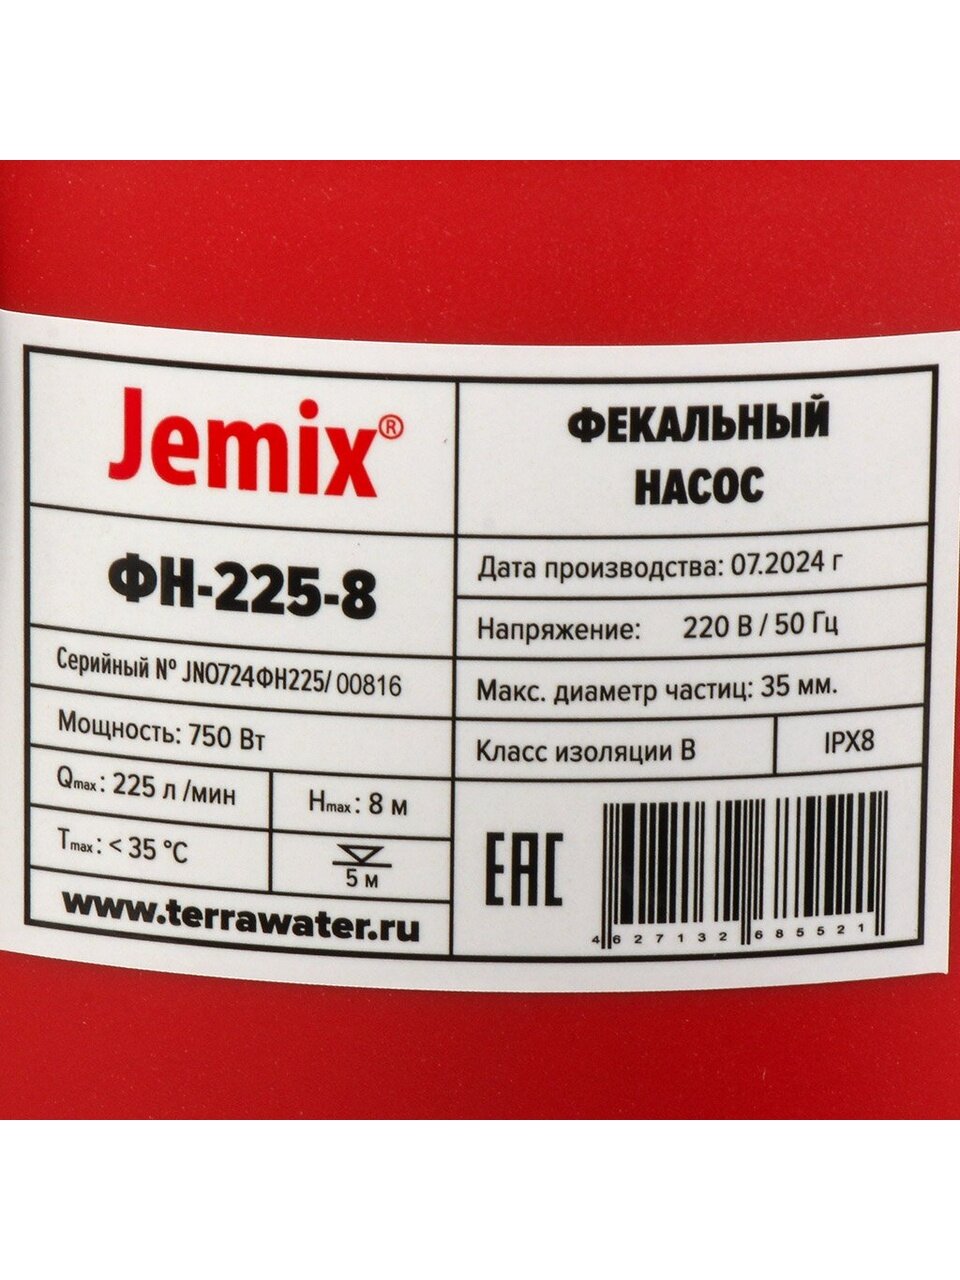 Jemix®
ФЕКАЛЬНЫЙ
НАСОС
ФН-225-8
Дата производства: 07.2024 г
Напряжение: 220 В / 50 Гц
Серийный № JN0724ФН225/ 00816
Макс. диаметр частиц: 35 мм.
Мощность: 750 Вт
Класс изоляции В
IPX8
Qmax: 225 л /мин
Hmax: 8 м
Tmax: < 35 °C
5 м
EAC
www.terrawater.ru
4 627132 685521